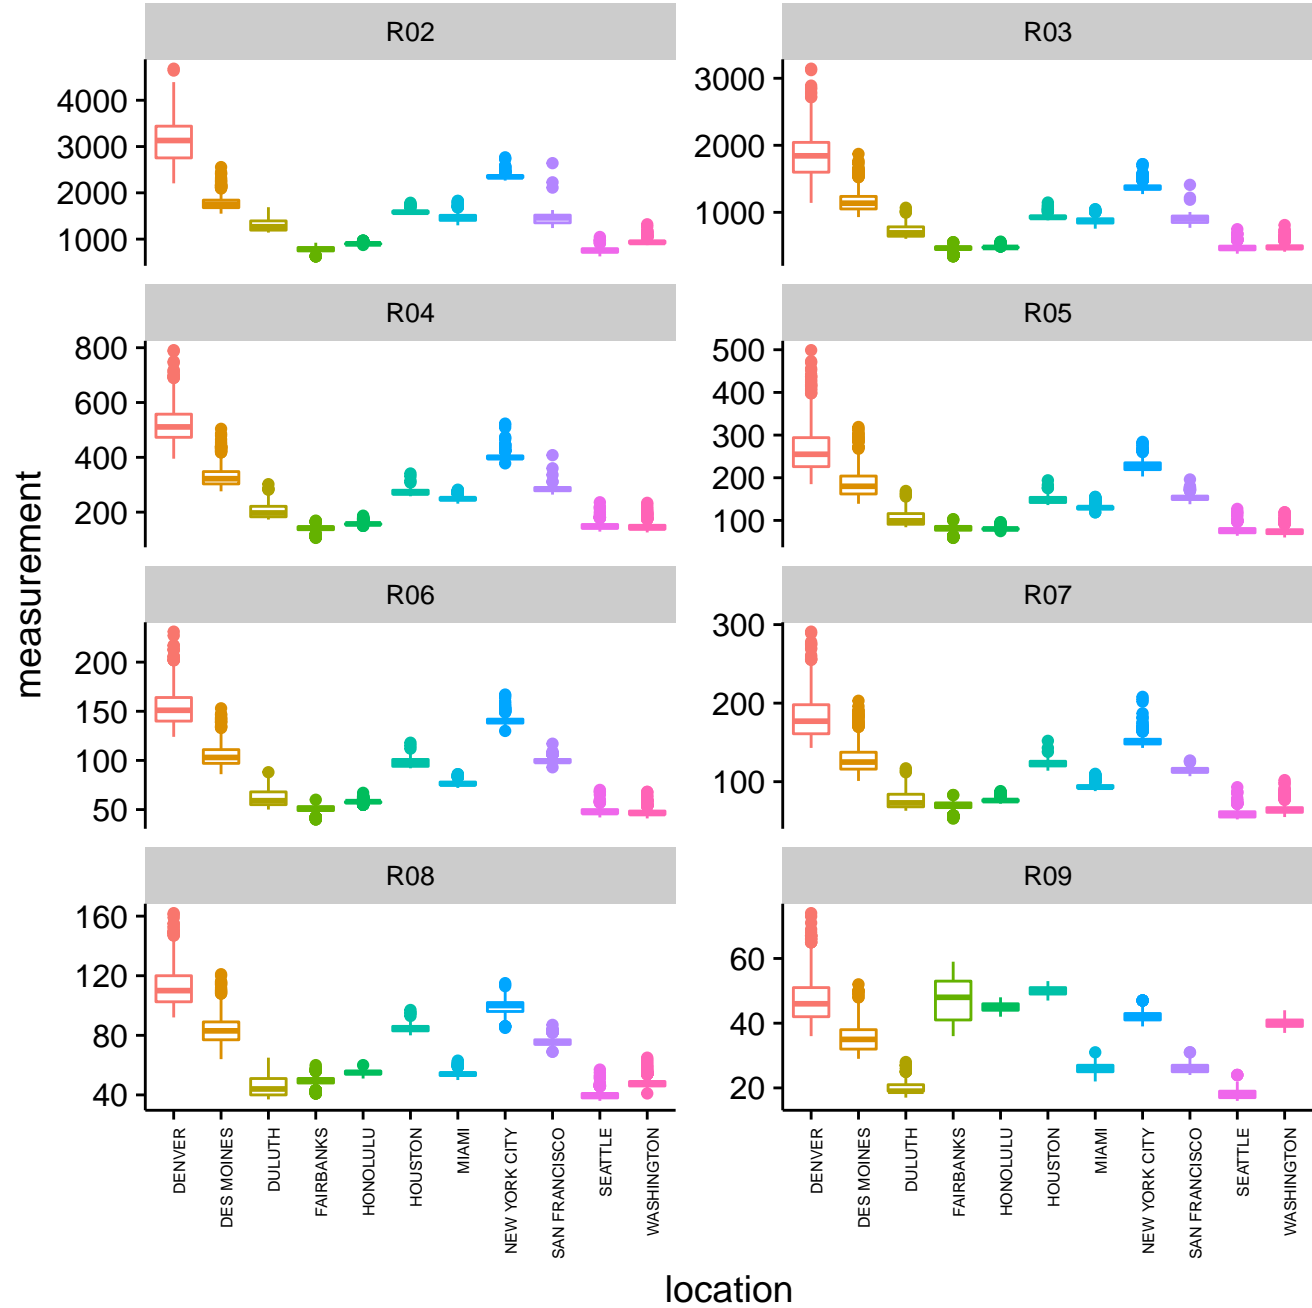 R02
R03
4000
3000
2000
1000
3000
2000
1000
R04
R05
800
600
400
200
500
400
300
200
100
measurement
R06
R07
200
150
100
50
300
200
100
R08
R09
160
120
80
40
60
40
20
DENVER
DES MOINES
DULUTH
FAIRBANKS
HONOLULU
HOUSTON
MIAMI
NEW YORK CITY
SAN FRANCISCO
SEATTLE
WASHINGTON
DENVER
DES MOINES
DULUTH
FAIRBANKS
HONOLULU
HOUSTON
MIAMI
NEW YORK CITY
SAN FRANCISCO
SEATTLE
WASHINGTON
location